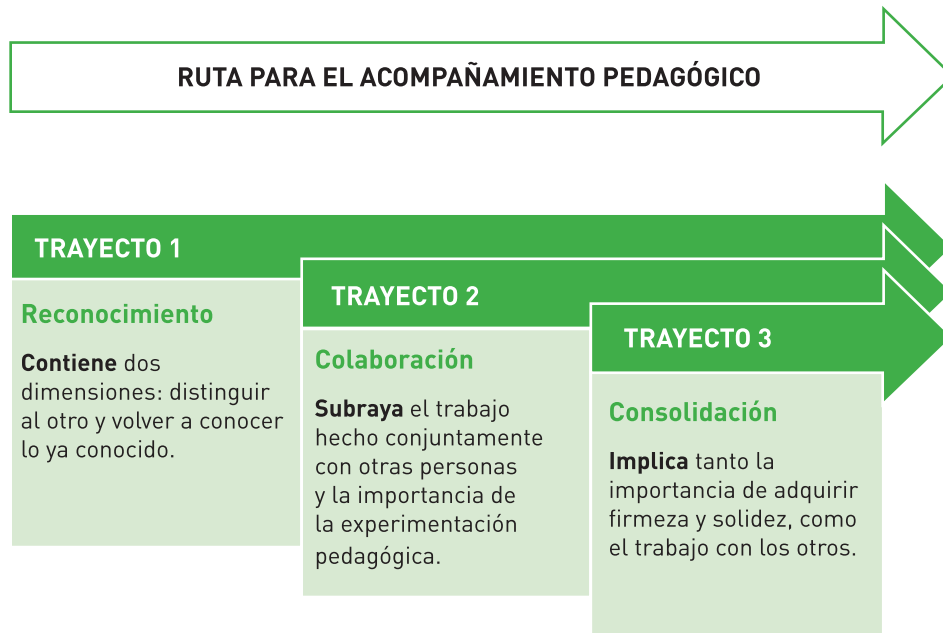 RUTA PARA EL ACOMPAÑAMIENTO PEDAGÓGICO
TRAYECTO 1
Reconocimiento
Contiene dos
dimensiones: distinguir
al otro y volver a conocer
lo ya conocido.
TRAYECTO 2
Colaboración
Subraya el trabajo
hecho conjuntamente
con otras personas
y la importancia de
la experimentación
pedagógica.
TRAYECTO 3
Consolidación
Implica tanto la
importancia de adquirir
firmeza y solidez, como
el trabajo con los otros.